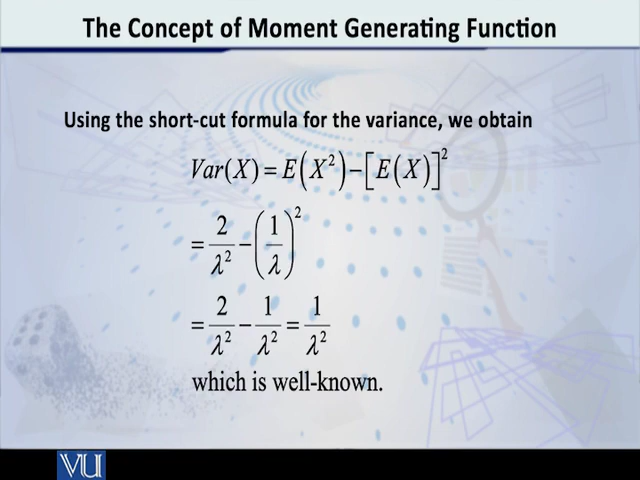 The Concept of Moment Generating Function
Using the short-cut formula for the variance, we obtain
Var(X) = E(X²) − [E(X)]²
= 2/λ² − (1/λ)²
= 2/λ² − 1/λ² = 1/λ²
which is well-known.
VU